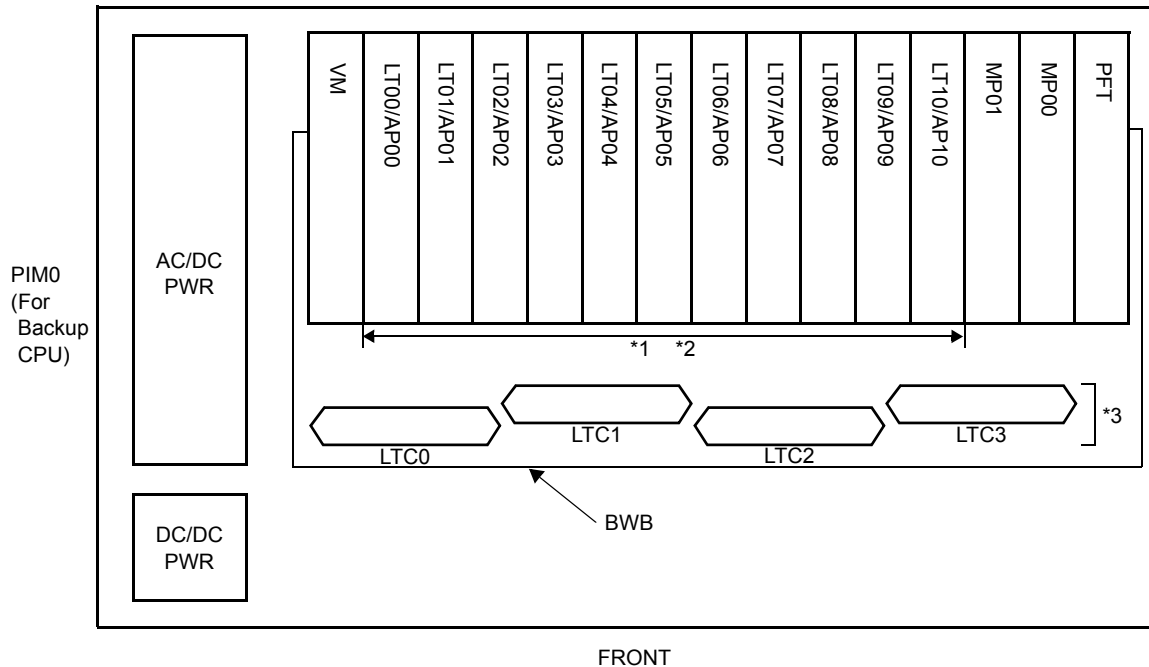 PIM0
(For
Backup
CPU)
AC/DC
PWR
DC/DC
PWR
VM
LT00/AP00
LT01/AP01
LT02/AP02
LT03/AP03
LT04/AP04
LT05/AP05
LT06/AP06
LT07/AP07
LT08/AP08
LT09/AP09
LT10/AP10
MP01
MP00
PFT
*1 *2
LTC0
LTC1
LTC2
LTC3
*3
BWB
FRONT